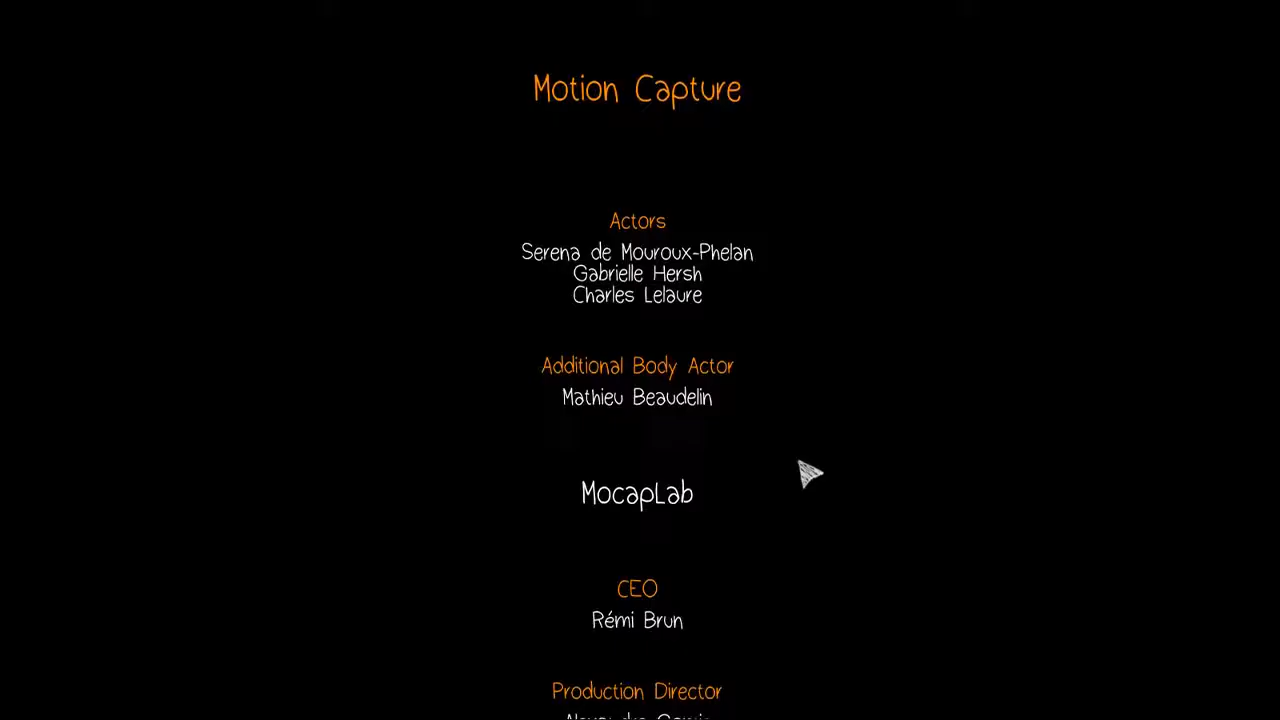 Motion Capture
Actors
Serena de Mouroux-Phelan
Gabrielle Hersh
Charles Lelaure
Additional Body Actor
Mathieu Beaudelin
MocapLab
CEO
Rémi Brun
Production Director